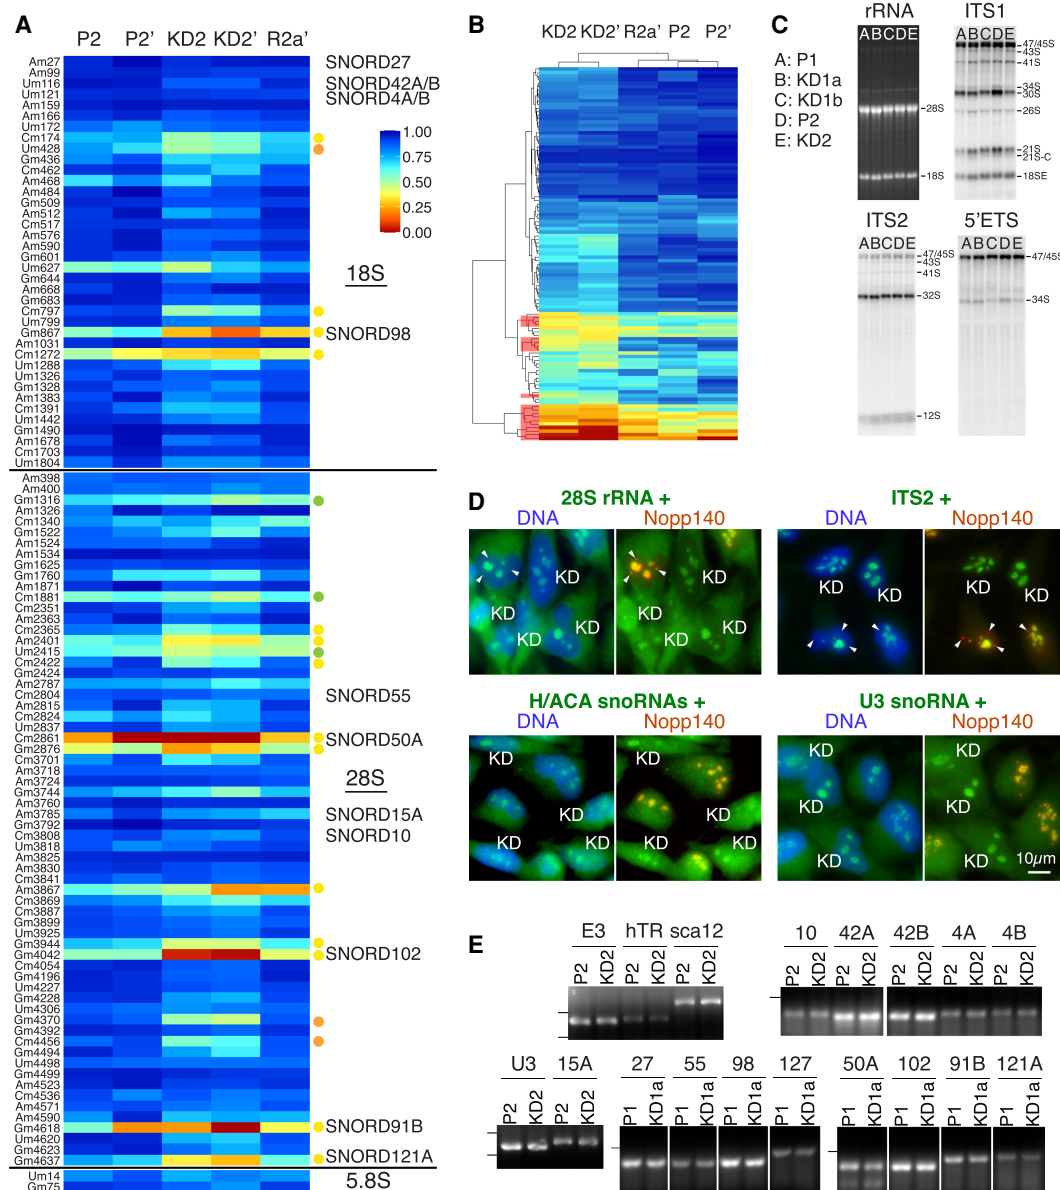 A
P2 P2' KD2 KD2' R2a'
Am27
Am99
Um116
Um121
Am159
Am166
Um172
Cm174
Um428
Gm436
Cm462
Am468
Am484
Gm509
Am512
Cm517
Am576
Am590
Gm601
Um627
Gm644
Am668
Gm683
Cm797
Um799
Gm867
Am1031
Cm1272
Um1288
Um1326
Gm1328
Am1383
Cm1391
Um1442
Gm1490
Am1678
Cm1703
Um1804
Am398
Am400
Gm1316
Am1326
Cm1340
Gm1522
Am1524
Am1534
Gm1625
Gm1760
Am1871
Cm1881
Cm2351
Am2363
Cm2365
Am2401
Um2415
Cm2422
Gm2424
Am2787
Cm2804
Am2815
Cm2824
Um2837
Cm2861
Gm2876
Cm3701
Am3718
Am3724
Gm3744
Am3760
Am3785
Gm3792
Cm3808
Um3818
Am3825
Am3830
Cm3841
Am3867
Cm3869
Cm3887
Gm3899
Um3925
Gm3944
Gm4042
Cm4054
Gm4196
Um4227
Gm4228
Um4306
Gm4370
Gm4392
Cm4456
Gm4494
Um4498
Gm4499
Am4523
Cm4536
Am4571
Am4590
Gm4618
Um4620
Gm4623
Gm4637
Um14
Gm75
SNORD27
SNORD42A/B
SNORD4A/B
1.00
0.75
0.50
0.25
0.00
18S
SNORD98
SNORD55
SNORD50A
28S
SNORD15A
SNORD10
SNORD102
SNORD91B
SNORD121A
5.8S
B
KD2 KD2' R2a' P2 P2'
C
A: P1
B: KD1a
C: KD1b
D: P2
E: KD2
rRNA
ABCDE
28S
18S
ITS1
ABCDE
47/45S
43S
41S
34S
30S
26S
21S
21S-C
18SE
ITS2
ABCDE
47/45S
43S
41S
32S
12S
5'ETS
ABCDE
47/45S
34S
D
28S rRNA +
DNA Nopp140
KD KD
KD KD
KD KD
ITS2 +
DNA Nopp140
KD KD
KD KD
H/ACA snoRNAs +
DNA Nopp140
KD KD
KD KD
KD KD
U3 snoRNA +
DNA Nopp140
KD KD
KD KD
KD KD
10µm
E
E3 hTR sca12
P2 KD2 P2 KD2 P2 KD2
10 42A 42B 4A 4B
P2 KD2 P2 KD2 P2 KD2 P2 KD2 P2 KD2
U3 15A
P2 KD2 P2 KD2
27 55 98 127
P1 KD1a P1 KD1a P1 KD1a P1 KD1a
50A 102 91B 121A
P1 KD1a P1 KD1a P1 KD1a P1 KD1a